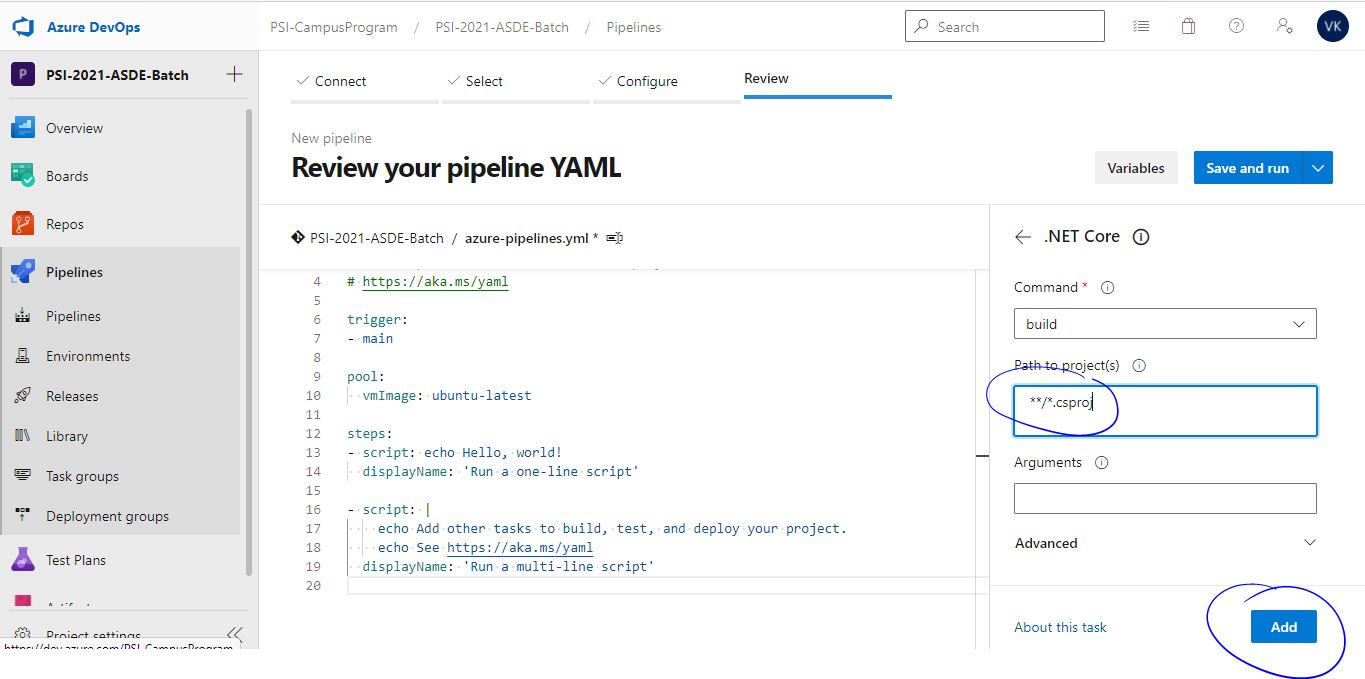 Azure DevOps
PSI-CampusProgram / PSI-2021-ASDE-Batch / Pipelines
Search
VK
P PSI-2021-ASDE-Batch
Overview
Boards
Repos
Pipelines
Pipelines
Environments
Releases
Library
Task groups
Deployment groups
Test Plans
Project settings
https://dev.azure.com/PSI-CampusProgram
Connect
Select
Configure
Review
New pipeline
Review your pipeline YAML
Variables
Save and run
PSI-2021-ASDE-Batch / azure-pipelines.yml *
4 # https://aka.ms/yaml
5
6 trigger:
7 - main
8
9 pool:
10 vmImage: ubuntu-latest
11
12 steps:
13 - script: echo Hello, world!
14 displayName: 'Run a one-line script'
15
16 - script: |
17 echo Add other tasks to build, test, and deploy your project.
18 echo See https://aka.ms/yaml
19 displayName: 'Run a multi-line script'
20
.NET Core
Command *
build
Path to project(s)
**/*.csproj
Arguments
Advanced
About this task
Add